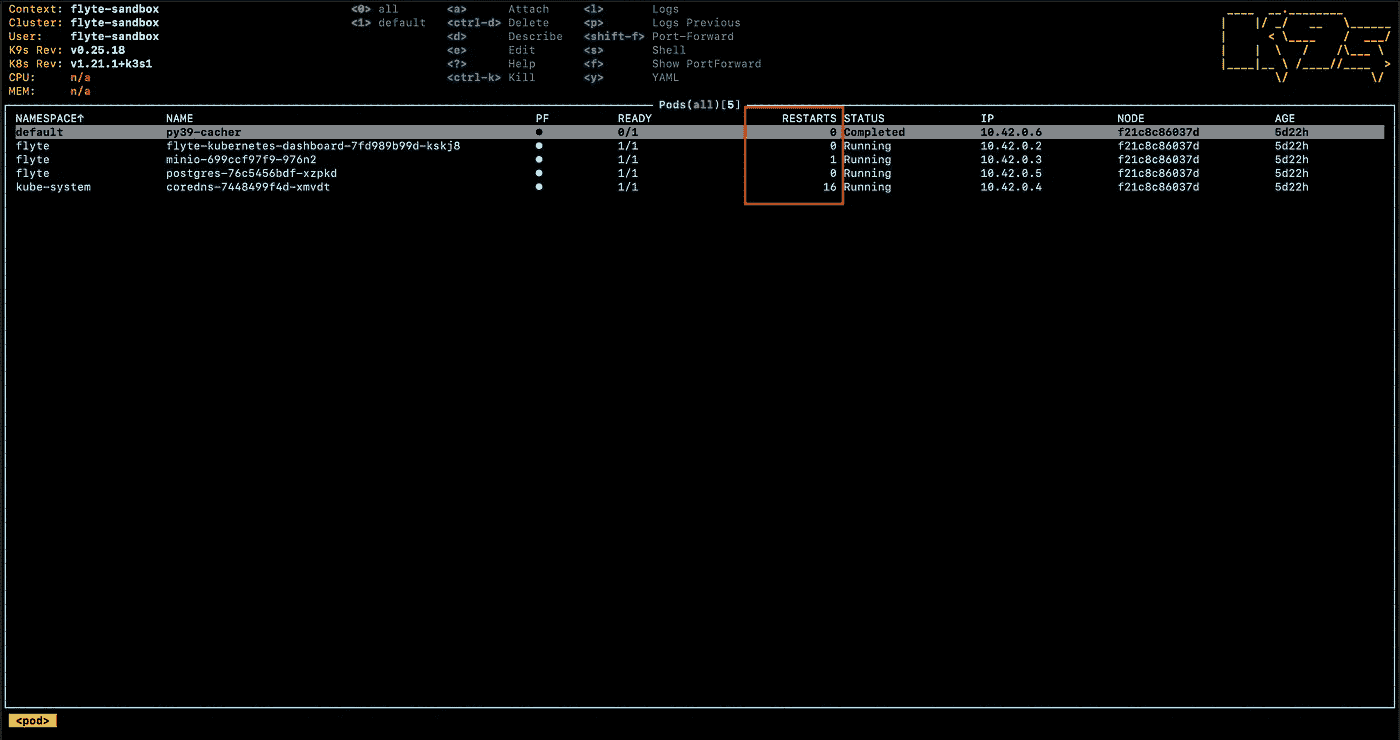 Context: flyte-sandbox <0> all <a> Attach <l> Logs
Cluster: flyte-sandbox <1> default <ctrl-d> Delete <p> Logs Previous
User: flyte-sandbox <d> Describe <shift-f> Port-Forward
K9s Rev: v0.25.18 <e> Edit <s> Shell
K8s Rev: v1.21.1+k3s1 <?> Help <f> Show PortForward
CPU: n/a <ctrl-k> Kill <y> YAML
MEM: n/a
Pods(all)[5]
NAMESPACE↑ NAME PF READY RESTARTS STATUS IP NODE AGE
default py39-cacher ● 0/1 0 Completed 10.42.0.6 f21c8c86037d 5d22h
flyte flyte-kubernetes-dashboard-7fd989b99d-kskj8 ● 1/1 0 Running 10.42.0.2 f21c8c86037d 5d22h
flyte minio-699ccf97f9-976n2 ● 1/1 1 Running 10.42.0.3 f21c8c86037d 5d22h
flyte postgres-76c5456bdf-xzpkd ● 1/1 0 Running 10.42.0.5 f21c8c86037d 5d22h
kube-system coredns-7448499f4d-xmvdt ● 1/1 16 Running 10.42.0.4 f21c8c86037d 5d22h
<pod>